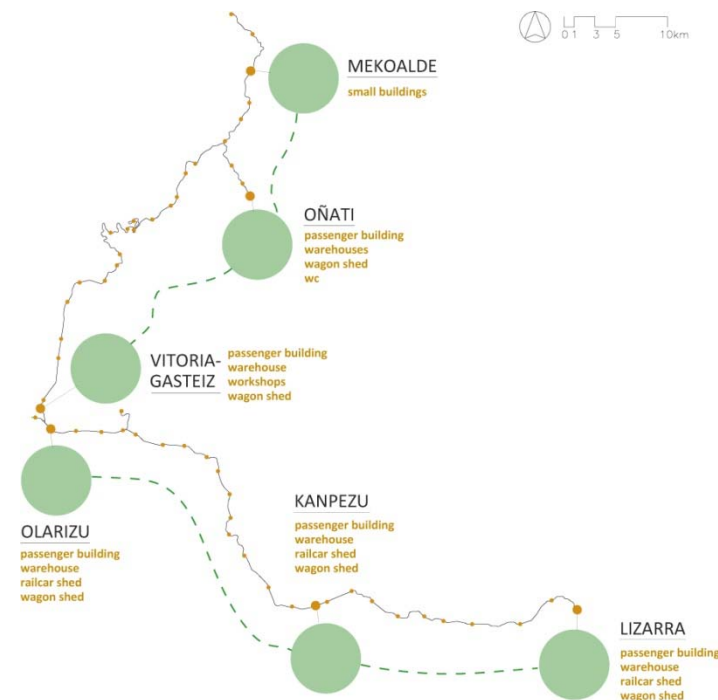 0 1 3 5 10km
MEKOALDE
small buildings
OÑATI
passenger building
warehouses
wagon shed
wc
VITORIA-
GASTEIZ
passenger building
warehouse
workshops
wagon shed
OLARIZU
passenger building
warehouse
railcar shed
wagon shed
KANPEZU
passenger building
warehouse
railcar shed
wagon shed
LIZARRA
passenger building
warehouse
railcar shed
wagon shed